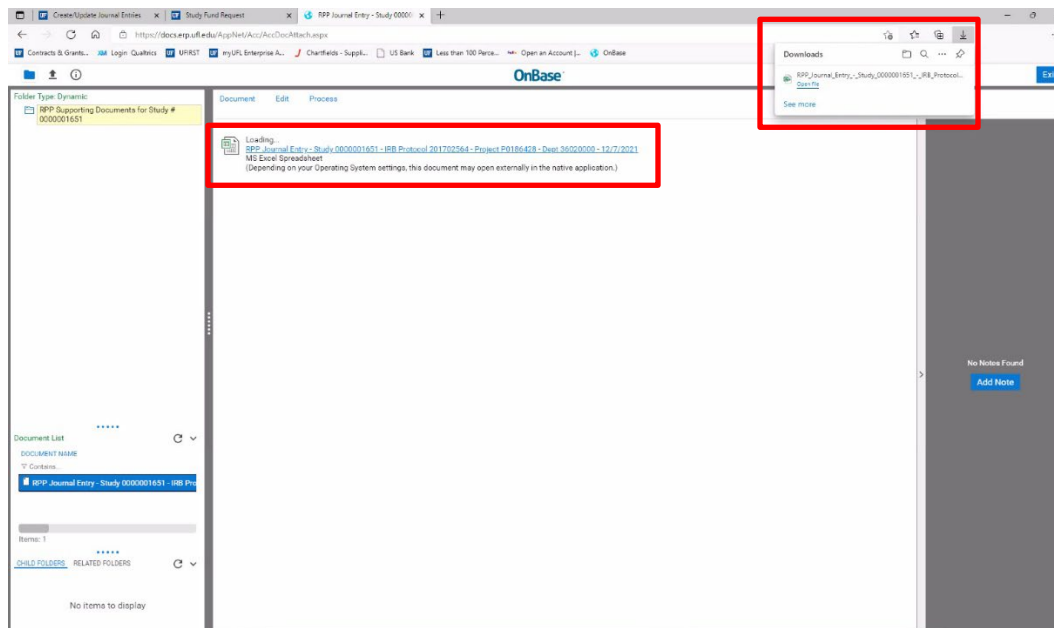 Create/Update Journal Entries
Study Fund Request
RPP Journal Entry - Study 00000
https://docs.erp.ufl.edu/AppNet/Acc/AccDocAttach.aspx
Contracts & Grants...
Login Qualtrics
UFIRST
myUFL Enterprise A...
Chartfields - Suppli...
US Bank
Less than 100 Perce...
Open an Account |...
OnBase
Downloads
RPP_Journal_Entry_-_Study_0000001651_-_IRB_Protocol...
Open file
See more
OnBase
Exi
Folder Type: Dynamic
RPP Supporting Documents for Study #
0000001651
Document Edit Process
Loading...
RPP Journal Entry - Study 0000001651 - IRB Protocol 201702564 - Project P0186428 - Dept 36020000 - 12/7/2021
MS Excel Spreadsheet
(Depending on your Operating System settings, this document may open externally in the native application.)
No Notes Found
Add Note
Document List
DOCUMENT NAME
Contains...
RPP Journal Entry - Study 0000001651 - IRB Pro
Items: 1
CHILD FOLDERS RELATED FOLDERS
No items to display